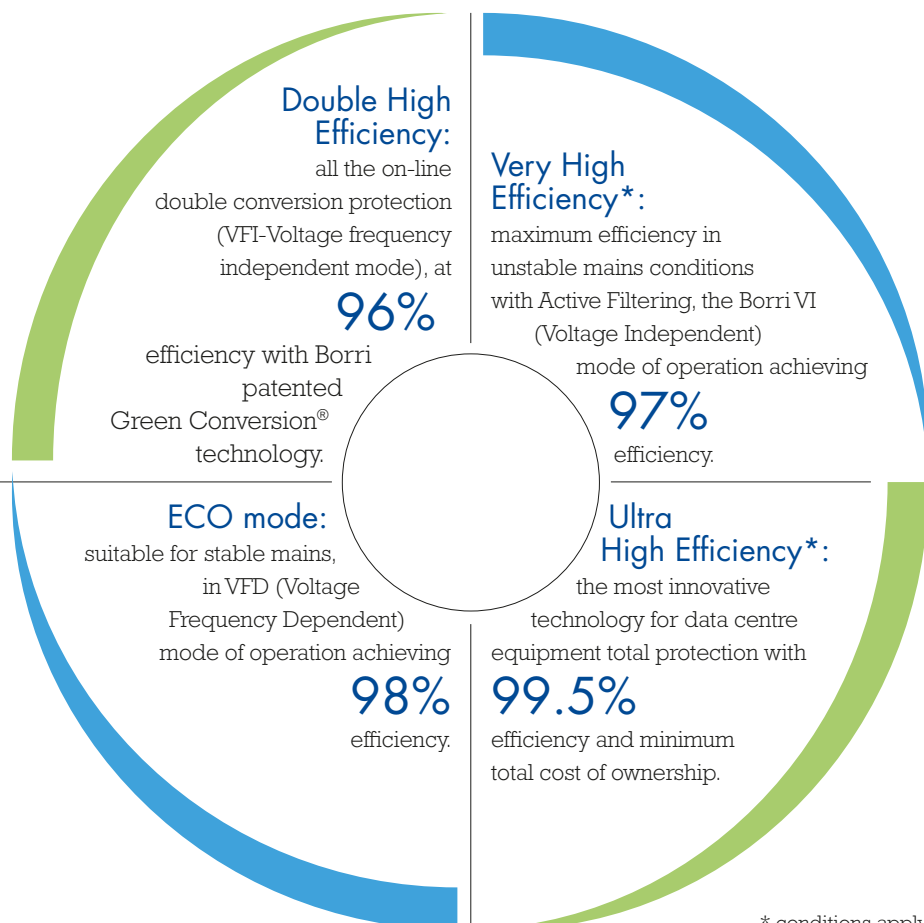 Double High
Efficiency:
all the on-line
double conversion protection
(VFI-Voltage frequency
independent mode), at
96%
efficiency with Borri
patented
Green Conversion®
technology.
Very High
Efficiency*:
maximum efficiency in
unstable mains conditions
with Active Filtering, the Borri VI
(Voltage Independent)
mode of operation achieving
97%
efficiency.
ECO mode:
suitable for stable mains,
in VFD (Voltage
Frequency Dependent)
mode of operation achieving
98%
efficiency.
Ultra
High Efficiency*:
the most innovative
technology for data centre
equipment total protection with
99.5%
efficiency and minimum
total cost of ownership.
* conditions apply